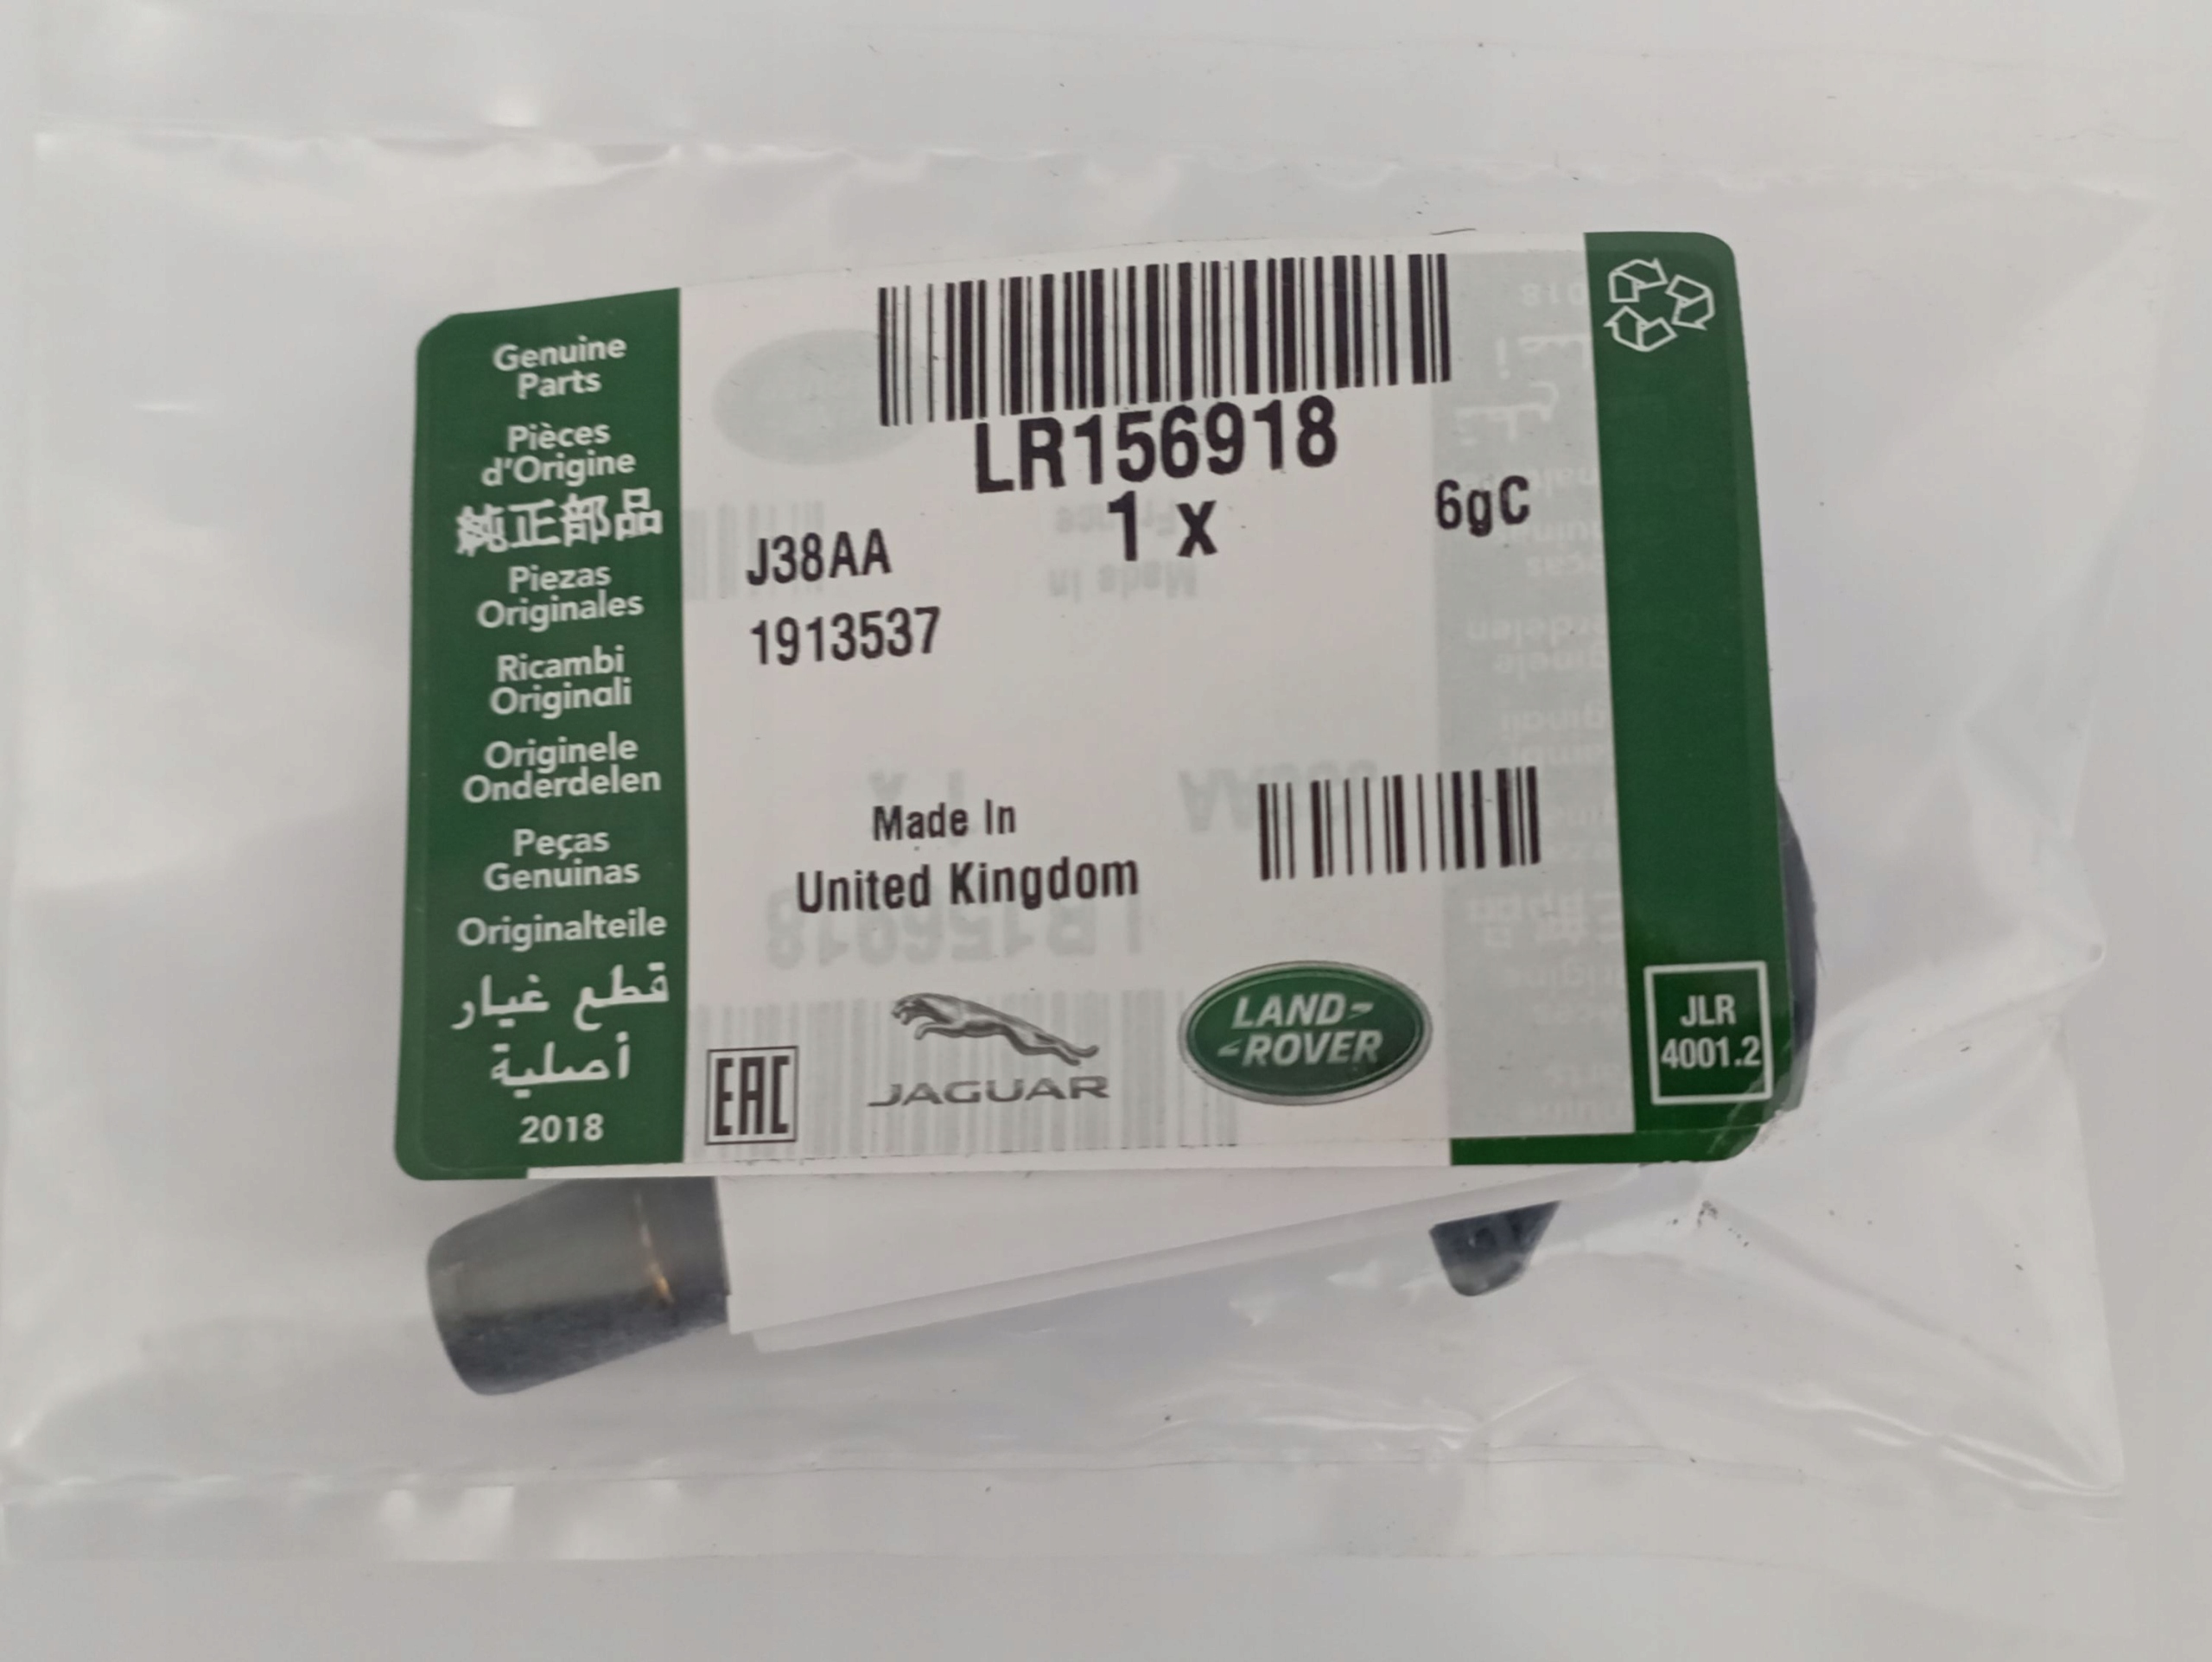 Genuine
Parts
Pièces
d'Origine
純正部品
Piezas
Originales
Ricambi
Originali
Originele
Onderdelen
Peças
Genuinas
Originalteile
قطع غيار
أصلية
2018
LR156918
1 x
6gC
J38AA
1913537
Made In
United Kingdom
EAC
JAGUAR
LAND-
-ROVER
JLR
4001.2